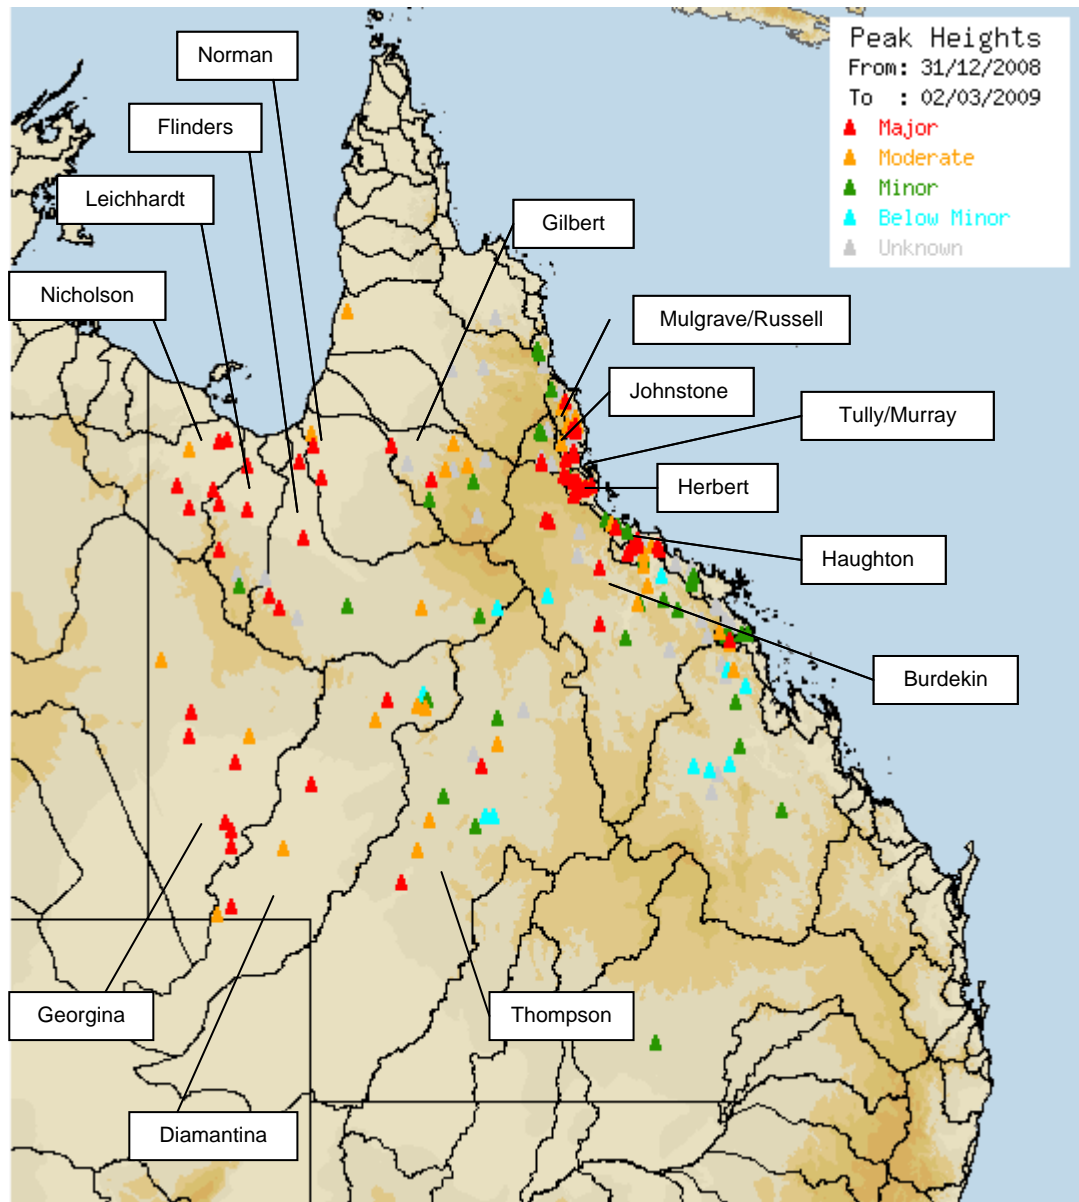 Peak Heights
From: 31/12/2008
To : 02/03/2009
Major
Moderate
Minor
Below Minor
Unknown
Norman
Flinders
Leichhardt
Gilbert
Nicholson
Mulgrave/Russell
Johnstone
Tully/Murray
Herbert
Haughton
Burdekin
Georgina
Thompson
Diamantina